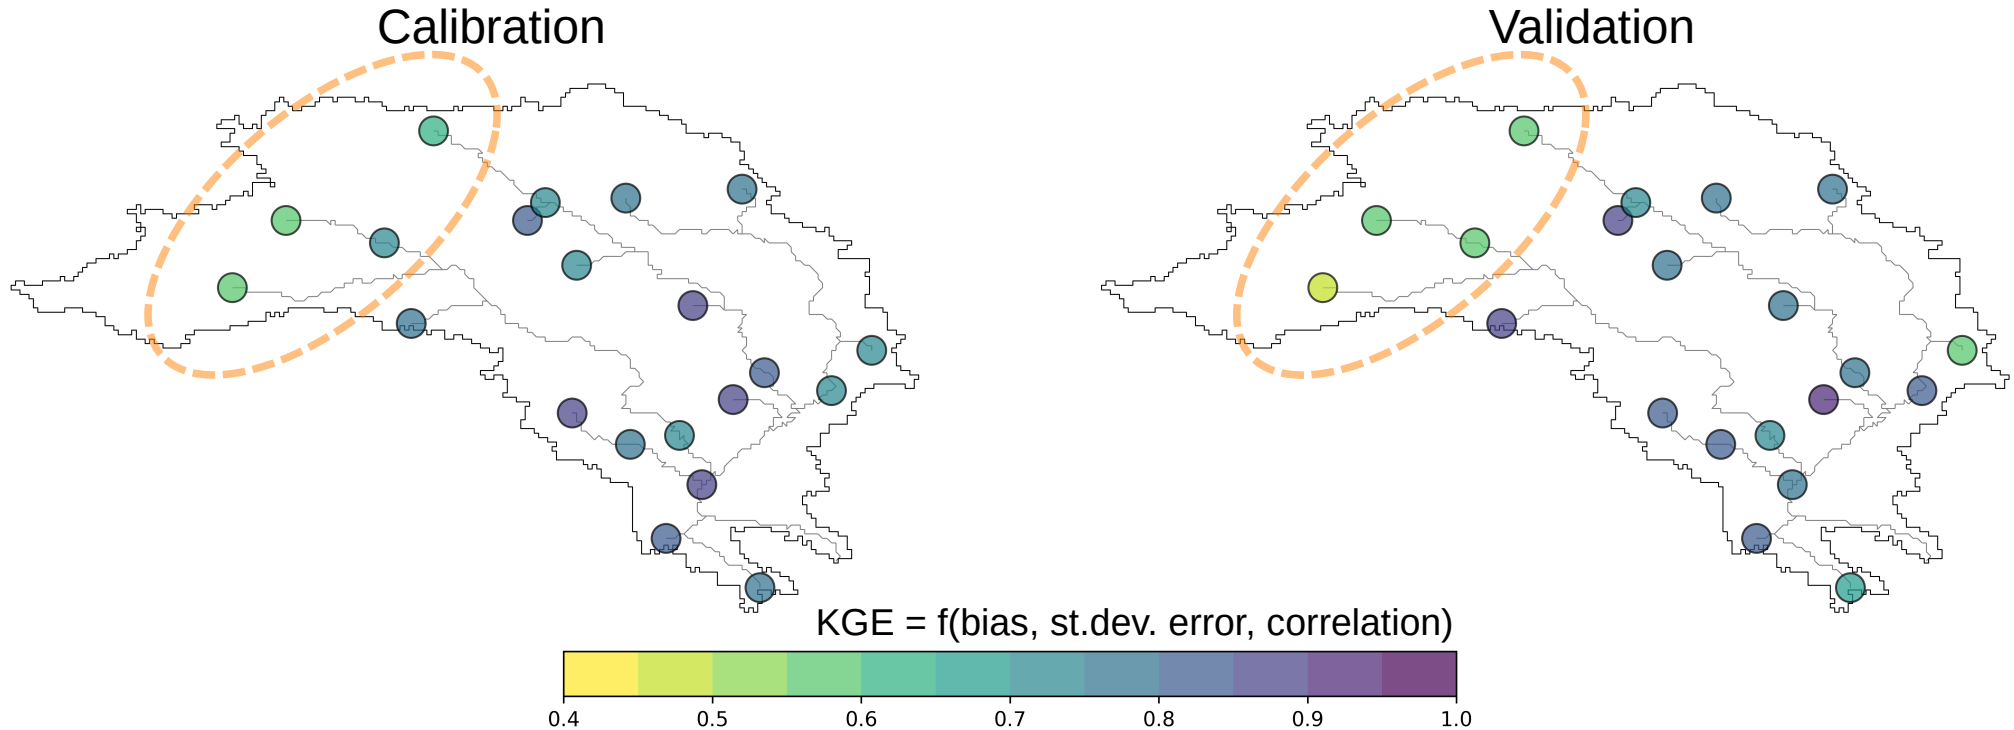 Calibration
Validation
KGE = f(bias, st.dev. error, correlation)
0.4 0.5 0.6 0.7 0.8 0.9 1.0